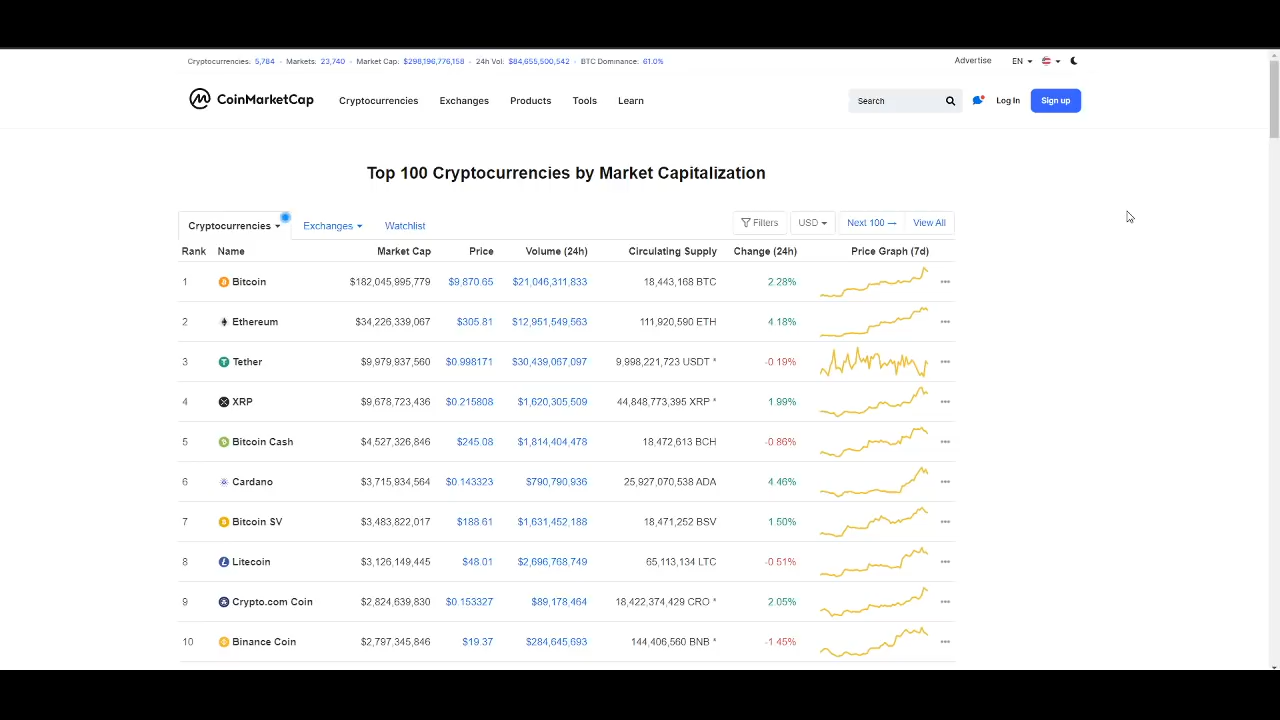 Cryptocurrencies: 5,784 · Markets: 23,740 · Market Cap: $298,196,776,158 · 24h Vol: $84,655,500,542 · BTC Dominance: 61.0% Advertise EN
CoinMarketCap Cryptocurrencies Exchanges Products Tools Learn Search Log In Sign up
Top 100 Cryptocurrencies by Market Capitalization
Cryptocurrencies Exchanges Watchlist Filters USD Next 100 → View All
Rank Name Market Cap Price Volume (24h) Circulating Supply Change (24h) Price Graph (7d)
1 Bitcoin $182,045,995,779 $9,870.65 $21,046,311,833 18,443,168 BTC 2.28%
2 Ethereum $34,226,339,067 $305.81 $12,951,549,563 111,920,590 ETH 4.18%
3 Tether $9,979,937,560 $0.998171 $30,439,067,097 9,998,221,723 USDT * -0.19%
4 XRP $9,678,723,436 $0.215808 $1,620,305,509 44,848,773,395 XRP * 1.99%
5 Bitcoin Cash $4,527,326,846 $245.08 $1,814,404,478 18,472,613 BCH -0.86%
6 Cardano $3,715,934,564 $0.143323 $790,790,936 25,927,070,538 ADA 4.46%
7 Bitcoin SV $3,483,822,017 $188.61 $1,631,452,188 18,471,252 BSV 1.50%
8 Litecoin $3,126,149,445 $48.01 $2,696,768,749 65,113,134 LTC -0.51%
9 Crypto.com Coin $2,824,639,830 $0.153327 $89,178,464 18,422,374,429 CRO * 2.05%
10 Binance Coin $2,797,345,846 $19.37 $284,645,693 144,406,560 BNB * -1.45%